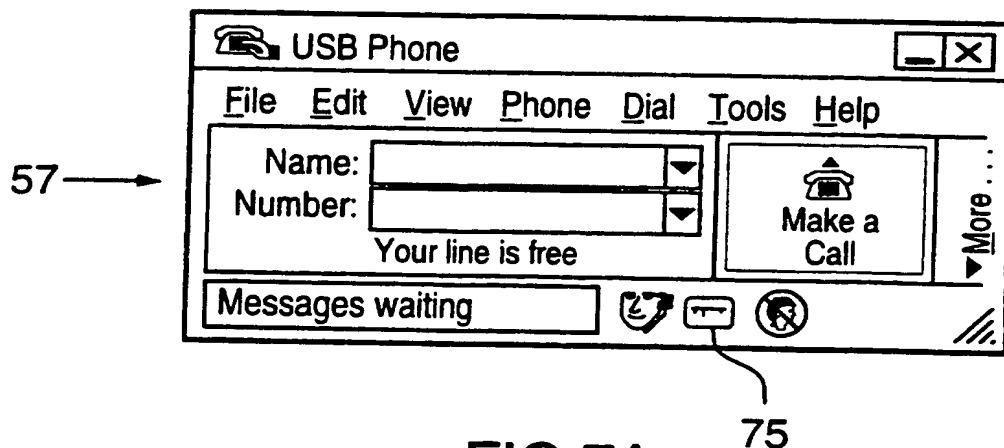 USB Phone
File Edit View Phone Dial Tools Help
Name:
Number:
Your line is free
Make a
Call
More...
Messages waiting
57
75